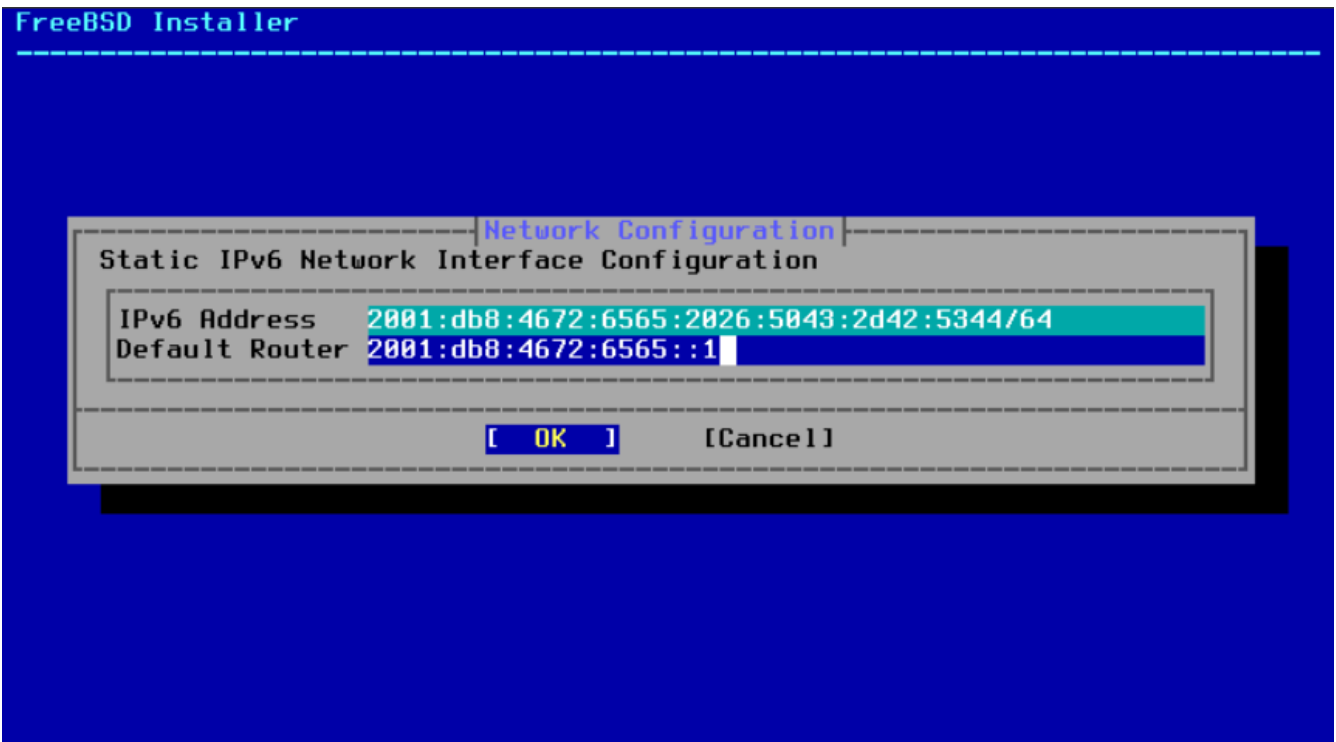 FreeBSD Installer
Network Configuration
Static IPv6 Network Interface Configuration
IPv6 Address 2001:db8:4672:6565:2026:5043:2d42:5344/64
Default Router 2001:db8:4672:6565::1
[ OK ] [Cancel]